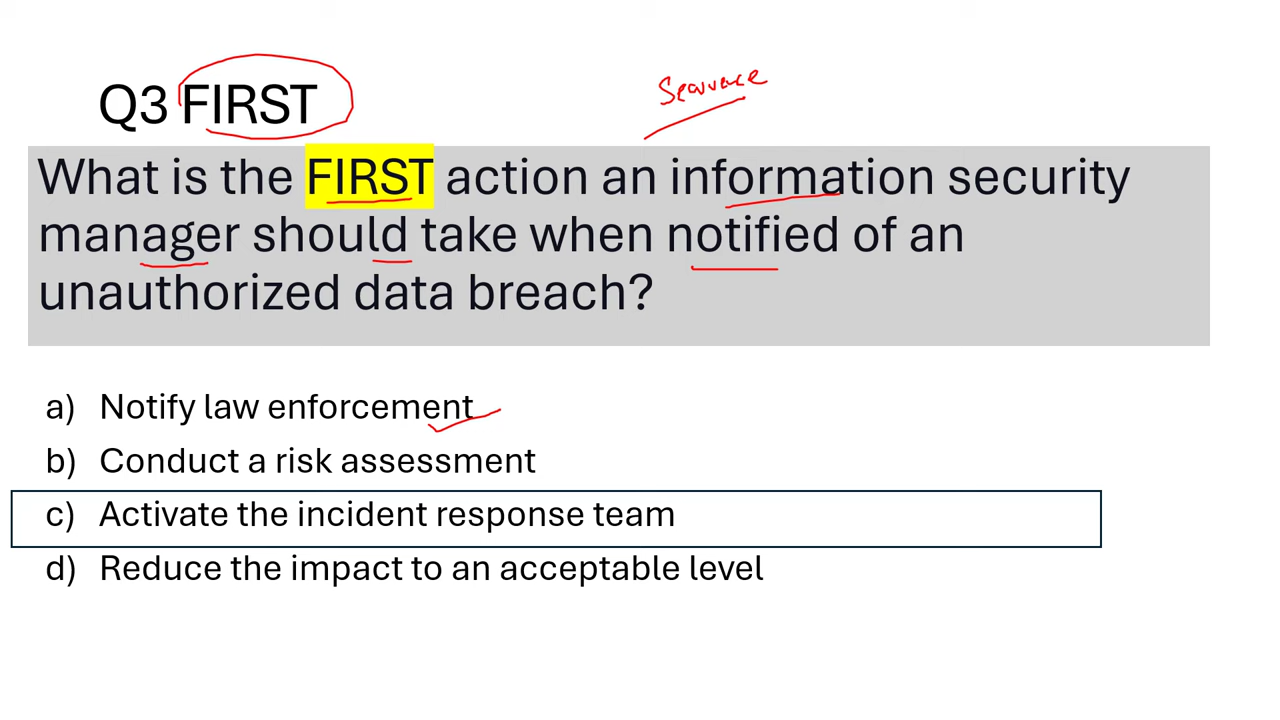 Q3 FIRST
Sequence
What is the FIRST action an information security
manager should take when notified of an
unauthorized data breach?
a) Notify law enforcement
b) Conduct a risk assessment
c) Activate the incident response team
d) Reduce the impact to an acceptable level